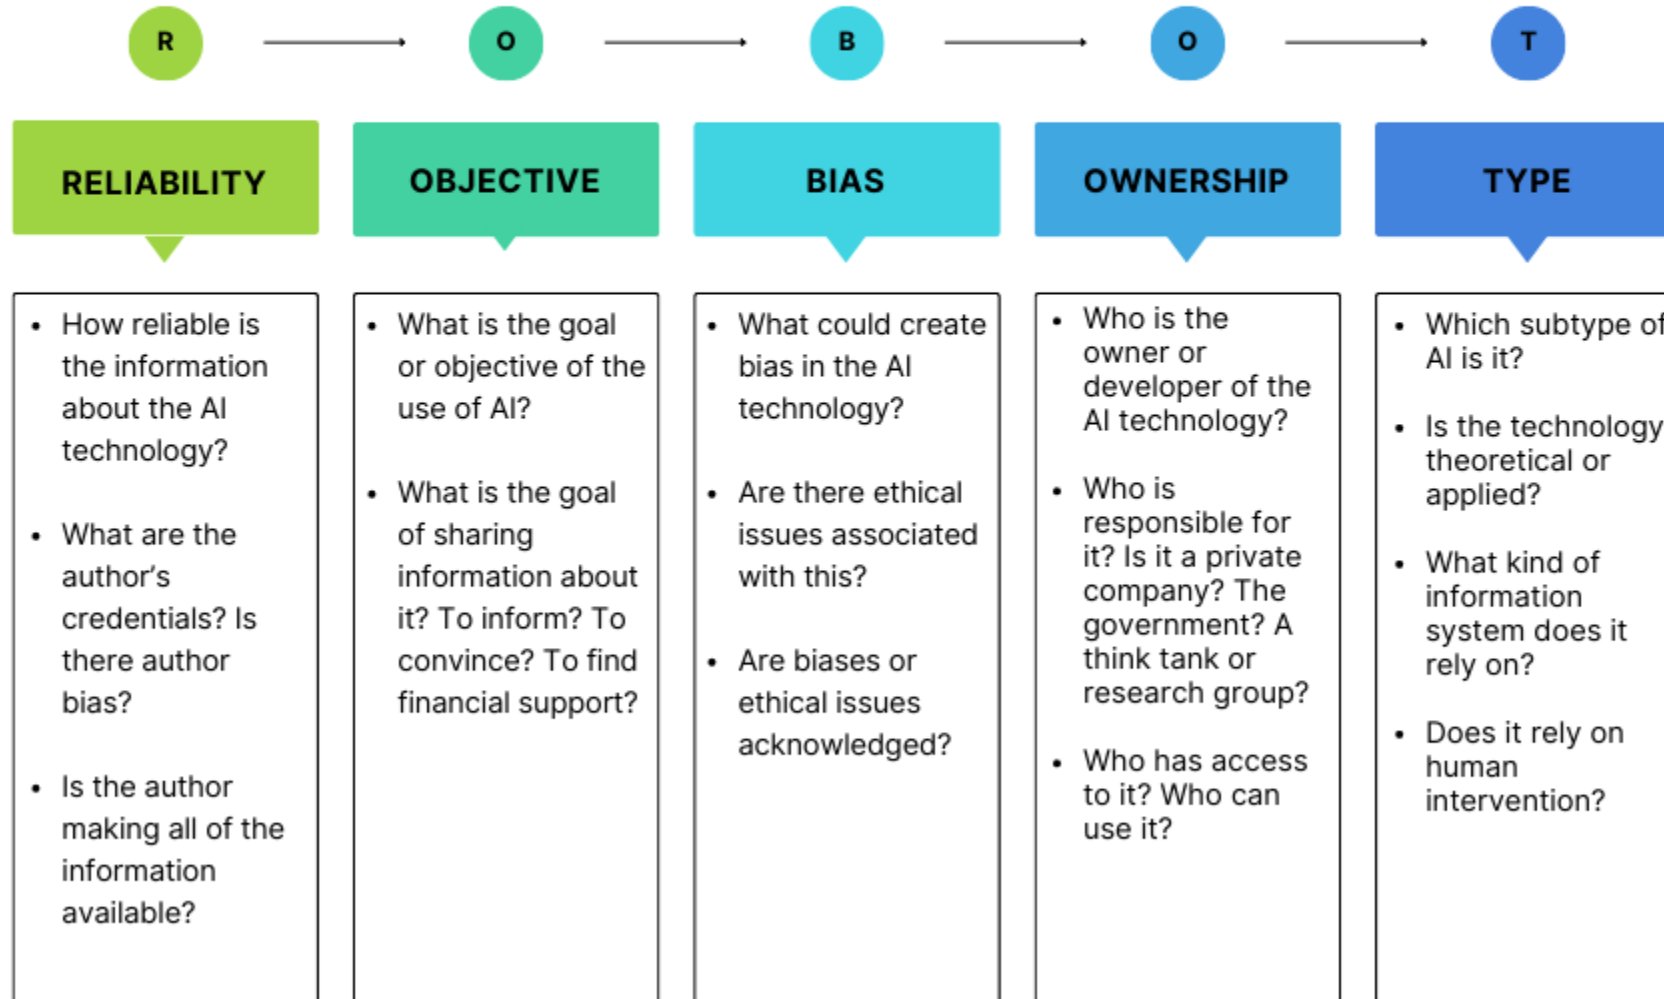 R
O
B
O
T
RELIABILITY
OBJECTIVE
BIAS
OWNERSHIP
TYPE
• How reliable is
the information
about the AI
technology?
• What are the
author's
credentials? Is
there author
bias?
• Is the author
making all of the
information
available?
• What is the goal
or objective of the
use of AI?
• What is the goal
of sharing
information about
it? To inform? To
convince? To find
financial support?
• What could create
bias in the AI
technology?
• Are there ethical
issues associated
with this?
• Are biases or
ethical issues
acknowledged?
• Who is the
owner or
developer of the
AI technology?
• Who is
responsible for
it? Is it a private
company? The
government? A
think tank or
research group?
• Who has access
to it? Who can
use it?
• Which subtype of
AI is it?
• Is the technology
theoretical or
applied?
• What kind of
information
system does it
rely on?
• Does it rely on
human
intervention?